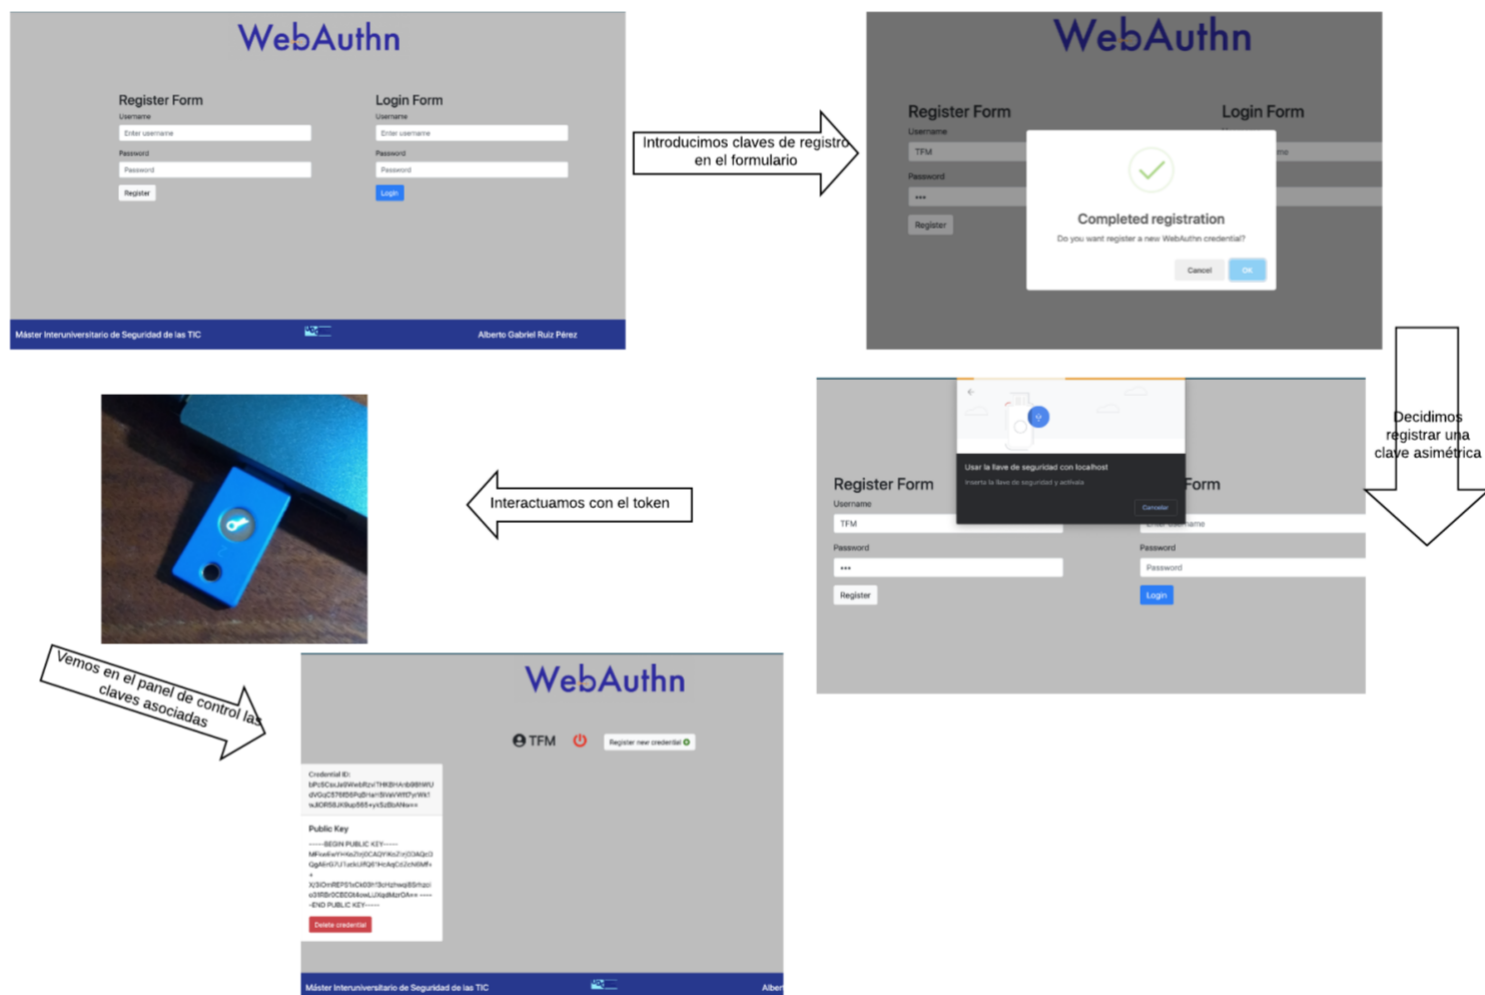 WebAuthn
Register Form
Username
Enter username
Password
Password
Register
Login Form
Username
Enter username
Password
Password
Login
Máster Interuniversitario de Seguridad de las TIC
Alberto Gabriel Ruiz Pérez
Introducimos claves de registro
en el formulario
WebAuthn
Register Form
Username
TFM
Password
•••
Register
Login Form
me
Completed registration
Do you want register a new WebAuthn credential?
Cancel
OK
Decidimos
registrar una
clave asimétrica
Usar la llave de seguridad con localhost
Inserta la llave de seguridad y actívala
Cancelar
Register Form
Username
TFM
Password
•••
Register
Form
Enter username
Password
Password
Login
Interactuamos con el token
Vemos en el panel de control las
claves asociadas
WebAuthn
TFM
Register new credential
Credential ID:
Public Key
-----BEGIN PUBLIC KEY-----
-END PUBLIC KEY-----
Delete credential
Máster Interuniversitario de Seguridad de las TIC
Alber